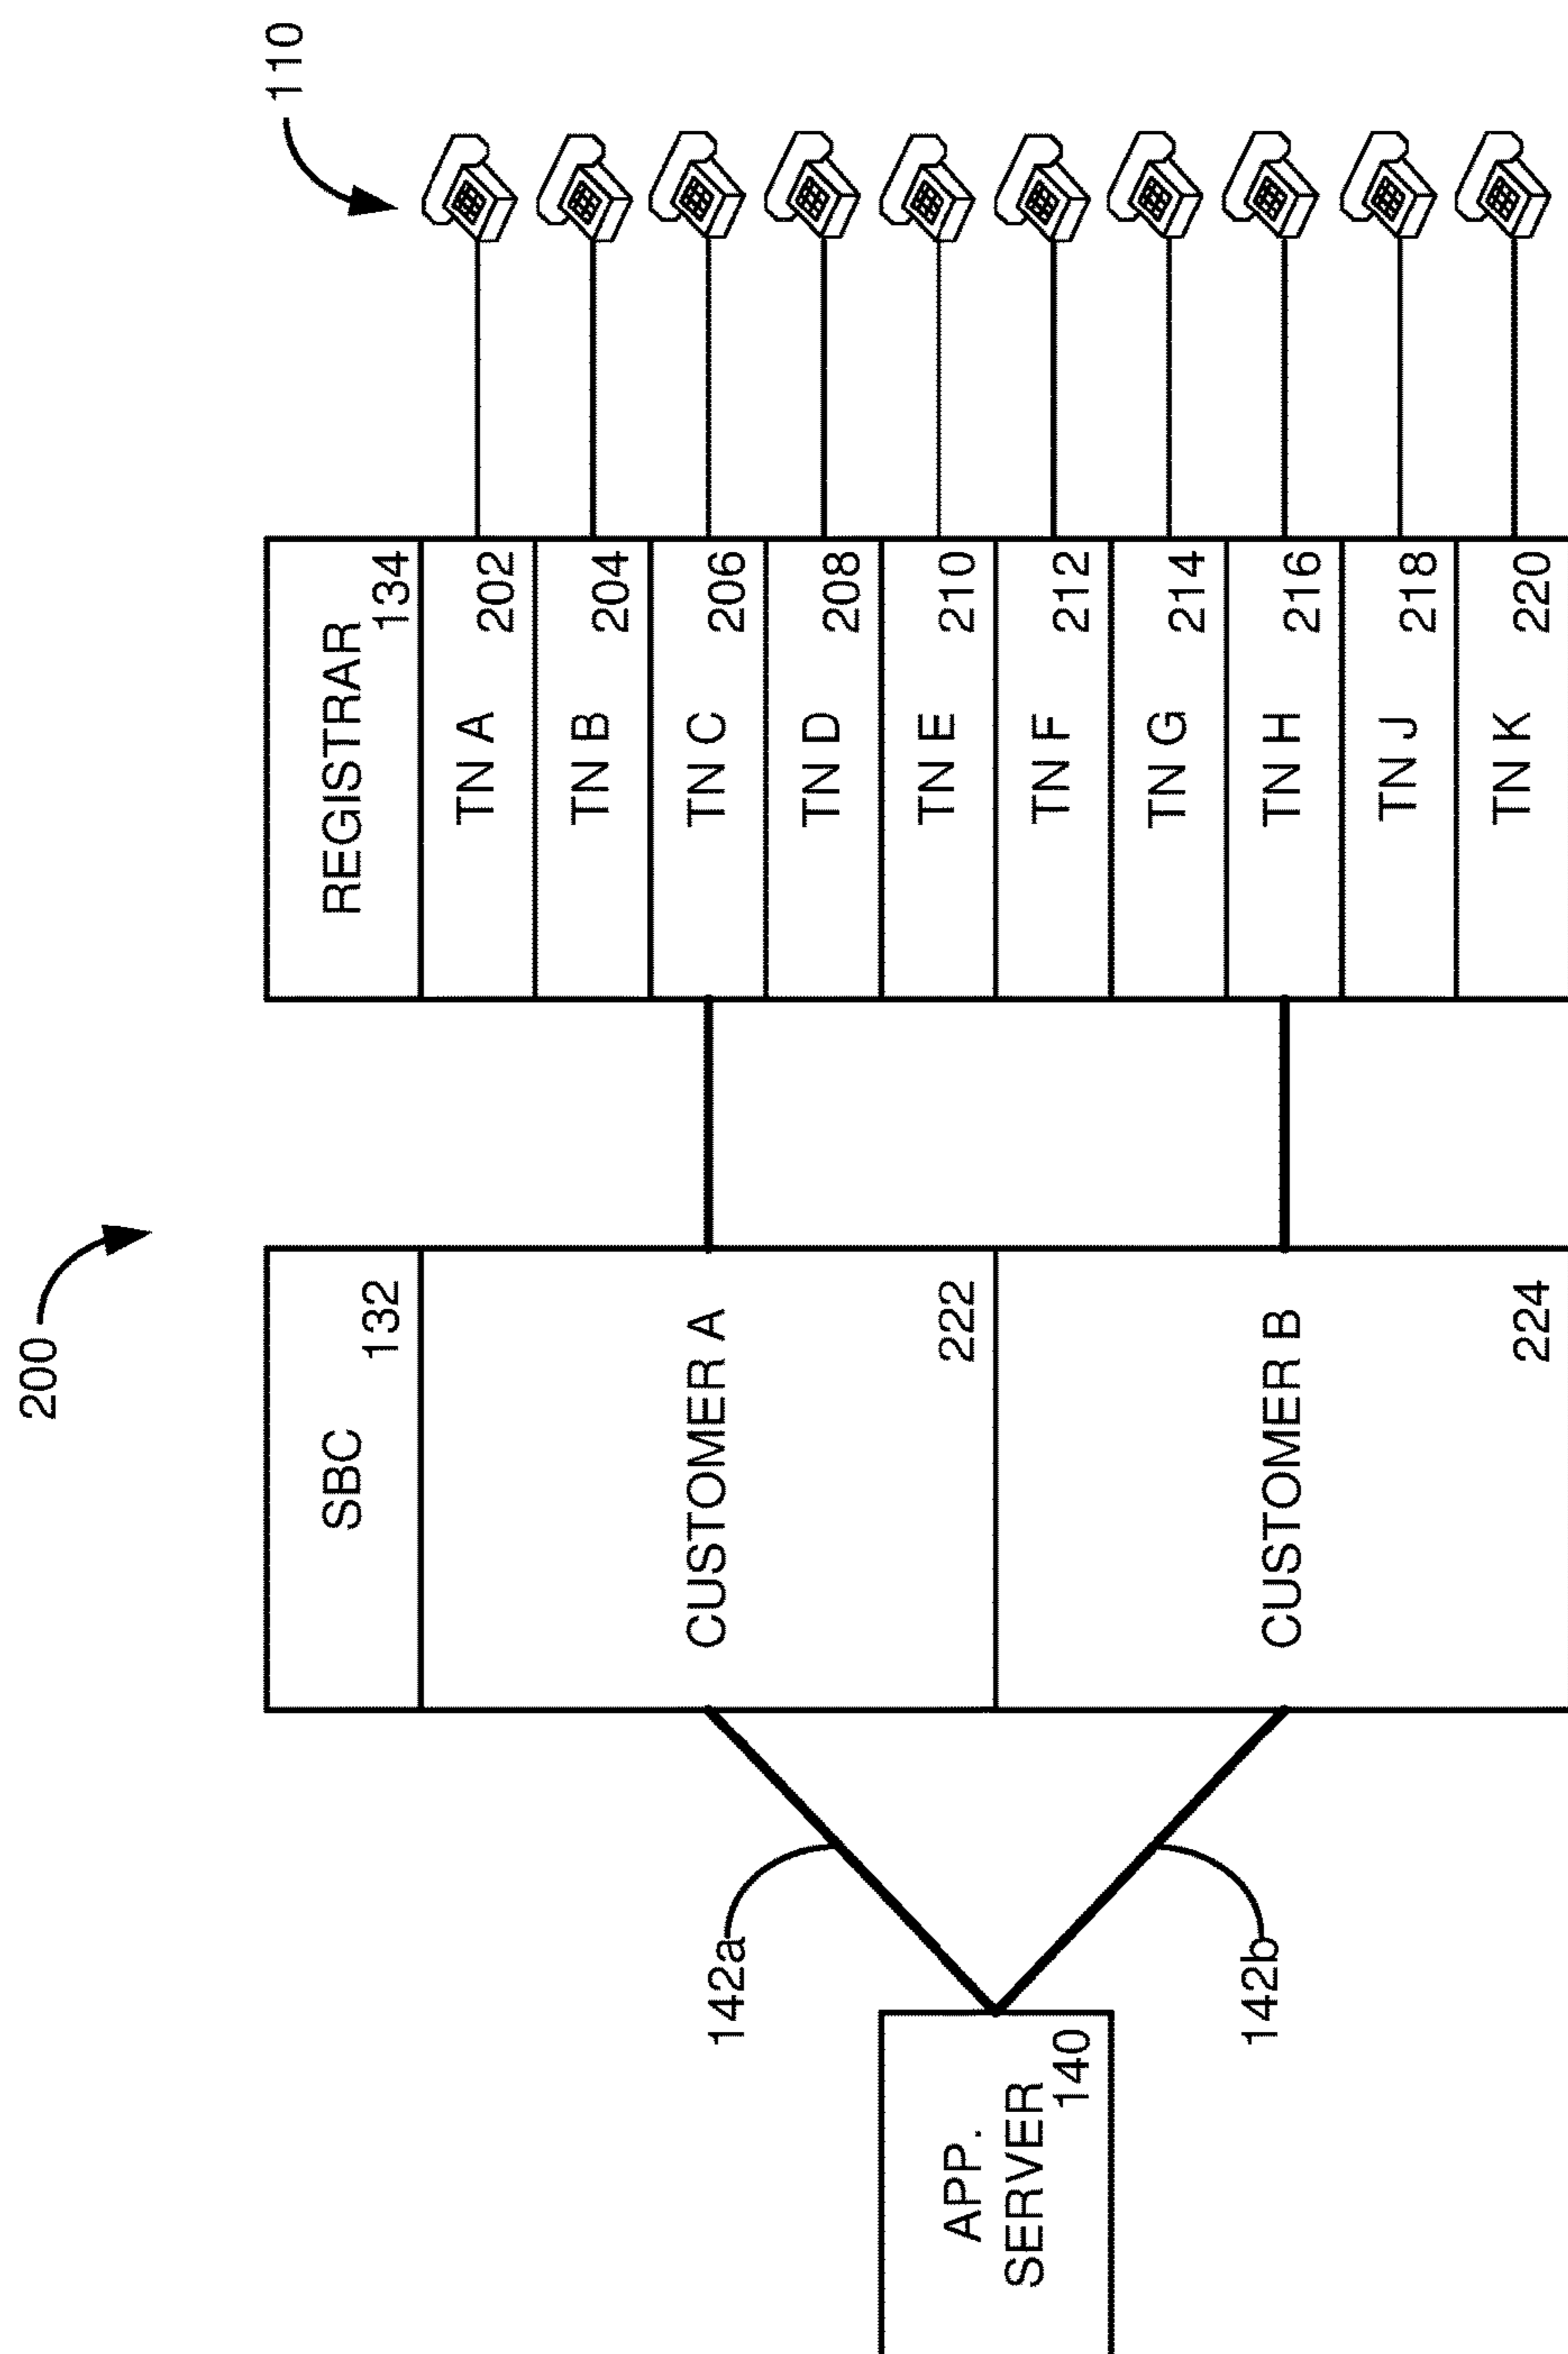 200
110
SBC
132
REGISTRAR
134
TN A
202
TN B
204
CUSTOMER A
TN C
206
142a
TN D
208
222
APP.
SERVER
140
TN E
210
TN F
212
TN G
214
142b
CUSTOMER B
TN H
216
TN J
218
224
TN K
220